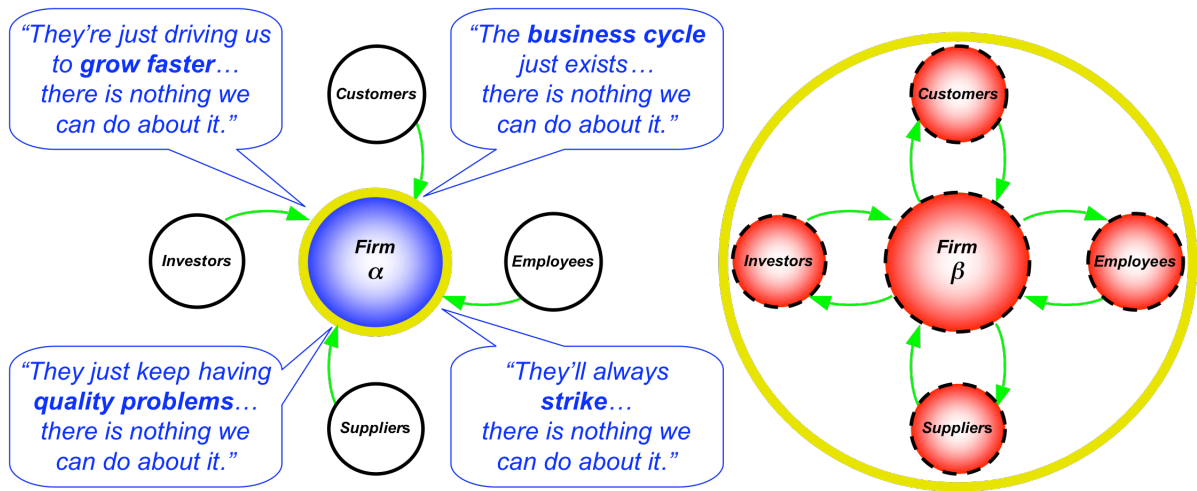 “They’re just driving us
to grow faster…
there is nothing we
can do about it.”
Customers
“The business cycle
just exists…
there is nothing we
can do about it.”
Investors
Firm
α
Employees
“They just keep having
quality problems…
there is nothing we
can do about it.”
Suppliers
“They’ll always
strike…
there is nothing we
can do about it.”
Customers
Investors
Firm
β
Employees
Suppliers